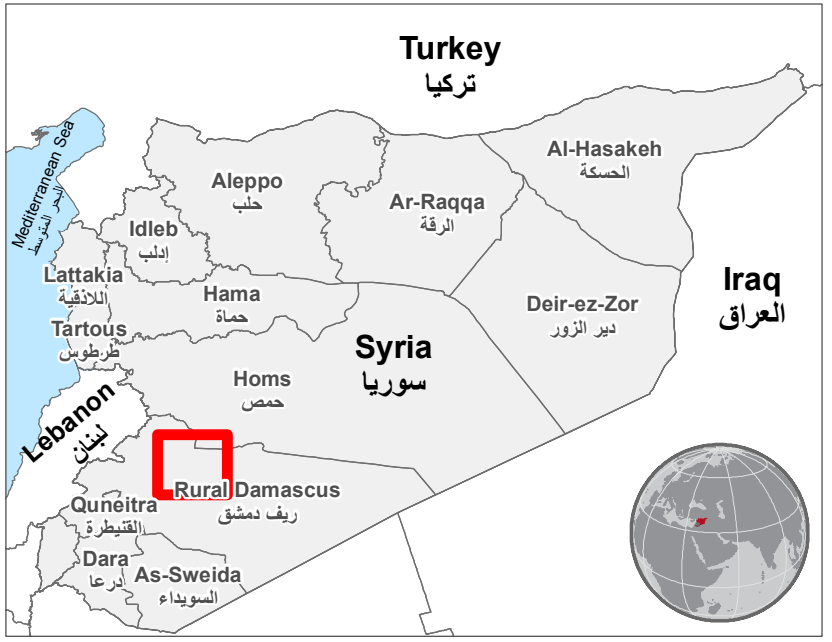 Turkey
تركيا
Mediterranean Sea
البحر المتوسط
Al-Hasakeh
الحسكة
Aleppo
حلب
Ar-Raqqa
الرقة
Idleb
إدلب
Lattakia
اللاذقية
Hama
حماة
Deir-ez-Zor
دير الزور
Iraq
العراق
Tartous
طرطوس
Syria
سوريا
Homs
حمص
Lebanon
لبنان
Rural Damascus
ريف دمشق
Quneitra
القنيطرة
Dara
درعا
As-Sweida
السويداء